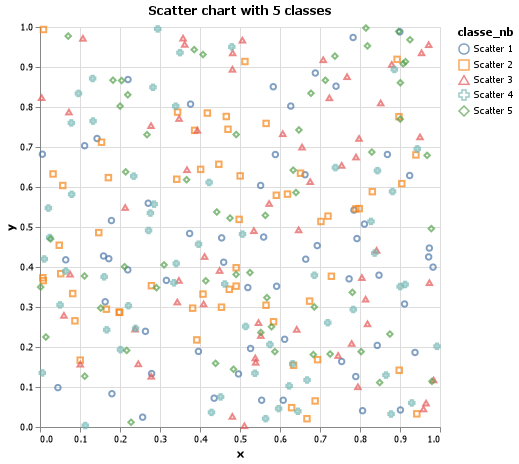 Scatter chart with 5 classes
classe_nb
Scatter 1
Scatter 2
Scatter 3
Scatter 4
Scatter 5
1.0
0.9
0.8
0.7
0.6
0.5
0.4
0.3
0.2
0.1
0.0
y
0.0 0.1 0.2 0.3 0.4 0.5 0.6 0.7 0.8 0.9 1.0
x